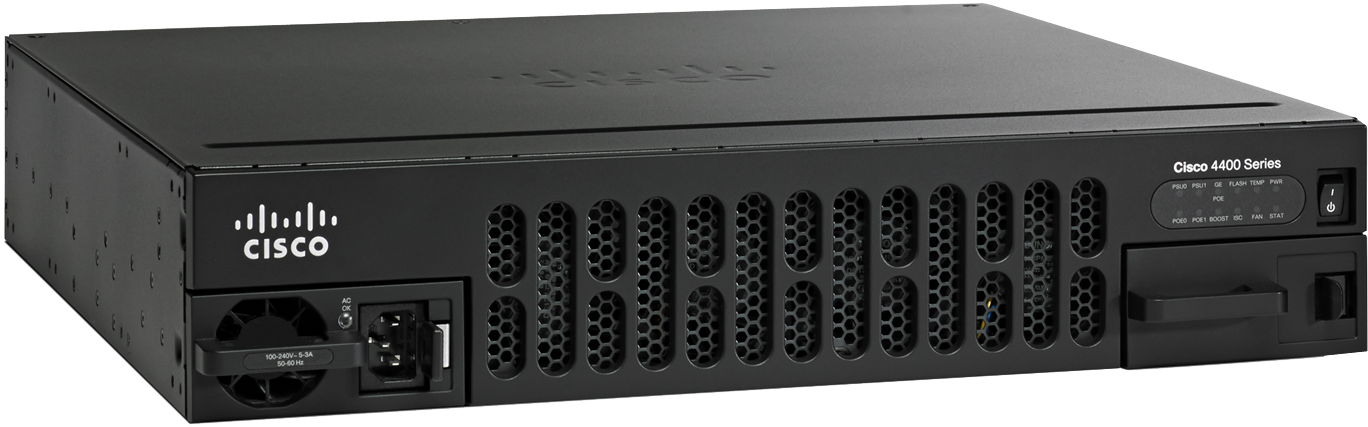 CISCO
Cisco 4400 Series
PSU0 PSU1 GE FLASH TEMP PWR
POE
POE0 POE1 BOOST ISC FAN STAT
AC
OK
100-240V~ 5-3A
50-60 Hz
CISCO